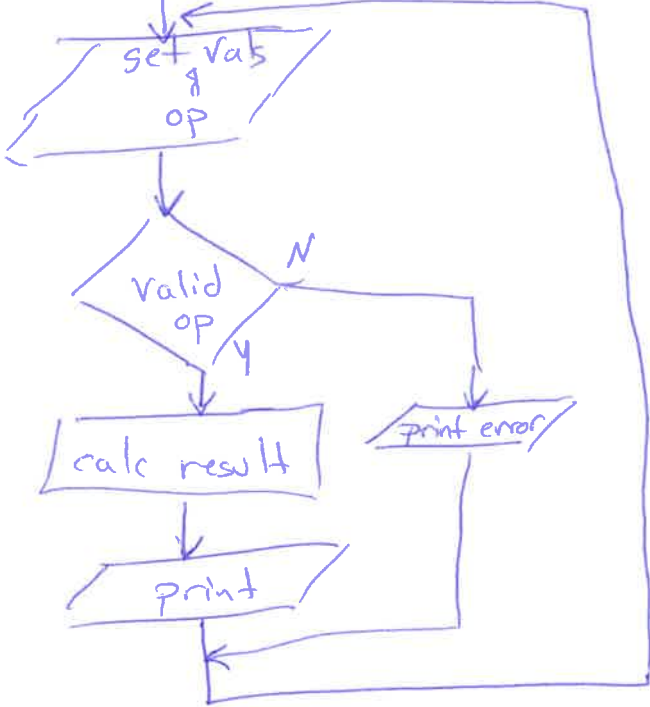 set vals
&
op
valid
op
N
Y
calc result
print error
print